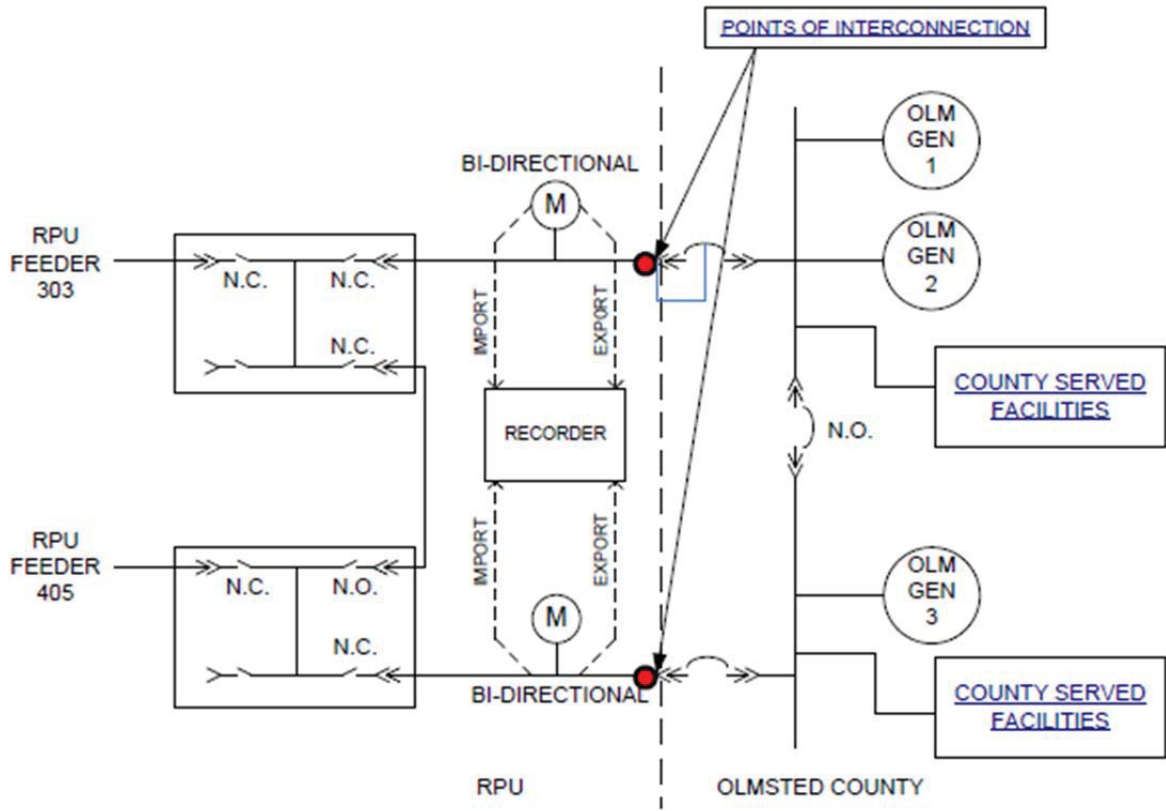 POINTS OF INTERCONNECTION
OLM
GEN
1
BI-DIRECTIONAL
M
RPU
FEEDER
303
N.C.
N.C.
N.C.
OLM
GEN
2
IMPORT
EXPORT
COUNTY SERVED
FACILITIES
RECORDER
N.O.
RPU
FEEDER
405
N.C.
N.O.
N.C.
IMPORT
EXPORT
M
BI-DIRECTIONAL
OLM
GEN
3
COUNTY SERVED
FACILITIES
RPU
OLMSTED COUNTY